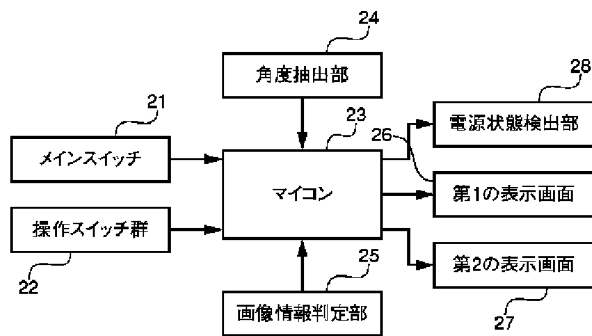 24
角度抽出部
28
電源状態検出部
21
メインスイッチ
23
マイコン
26
第1の表示画面
操作スイッチ群
22
第2の表示画面
27
25
画像情報判定部